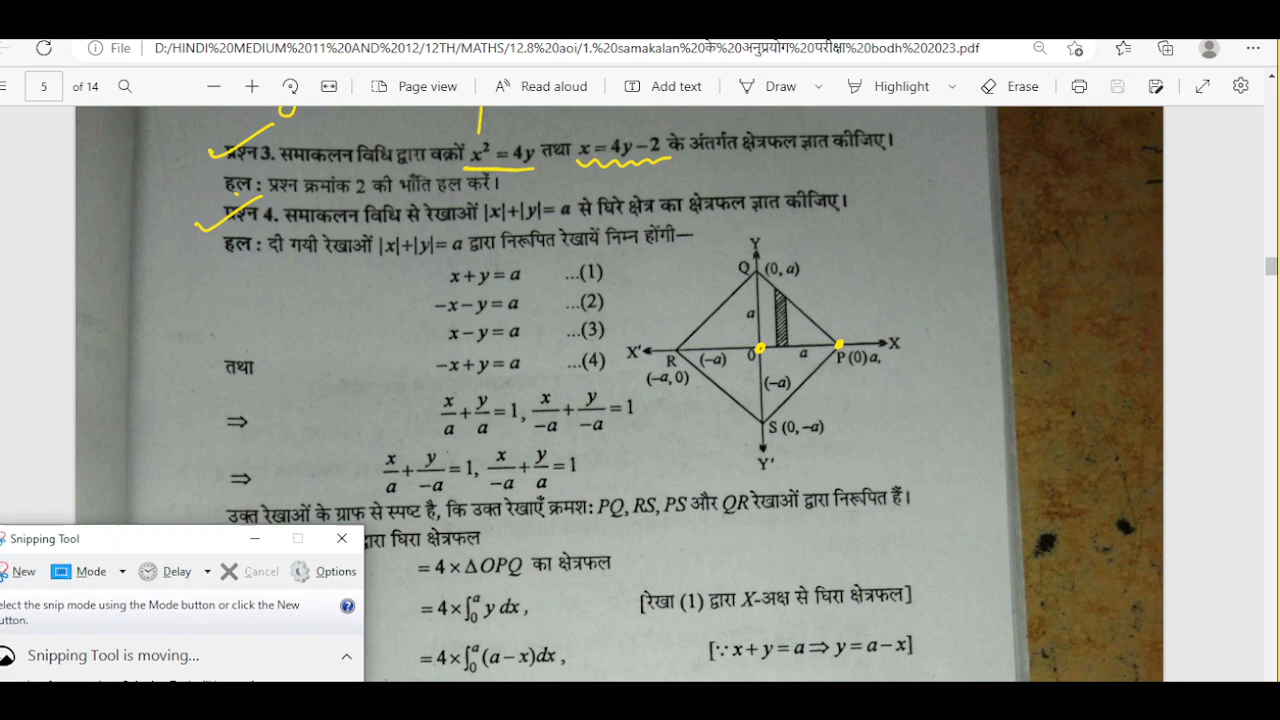 File D:/HINDI%20MEDIUM%2011%20AND%2012/12TH/MATHS/12.8%20aoi/1.%20samakalan%20के%20अनुप्रयोग%20परीक्षा%20bodh%202023.pdf
5 of 14 Page view Read aloud Add text Draw Highlight Erase
प्रश्न 3. समाकलन विधि द्वारा वक्रों x² = 4y तथा x = 4y – 2 के अंतर्गत क्षेत्रफल ज्ञात कीजिए।
हल : प्रश्न क्रमांक 2 की भाँति हल करें।
प्रश्न 4. समाकलन विधि से रेखाओं |x|+|y|= a से घिरे क्षेत्र का क्षेत्रफल ज्ञात कीजिए।
हल : दी गयी रेखाओं |x|+|y|= a द्वारा निरूपित रेखायें निम्न होंगी—
x + y = a ...(1)
–x – y = a ...(2)
x – y = a ...(3)
तथा –x + y = a ...(4)
⇒ x/a + y/a = 1, x/–a + y/–a = 1
⇒ x/a + y/–a = 1, x/–a + y/a = 1
Y
Q (0, a)
a
X' R (–a) 0 a P (0) a, X
(–a, 0)
(–a)
S (0, –a)
Y'
उक्त रेखाओं के ग्राफ से स्पष्ट है, कि उक्त रेखाएँ क्रमश: PQ, RS, PS और QR रेखाओं द्वारा निरूपित हैं।
द्वारा घिरा क्षेत्रफल
= 4 × ΔOPQ का क्षेत्रफल
= 4 × ∫₀ᵃ y dx, [रेखा (1) द्वारा X-अक्ष से घिरा क्षेत्रफल]
= 4 × ∫₀ᵃ (a – x) dx, [∵ x + y = a ⇒ y = a – x]
Snipping Tool
New Mode Delay Cancel Options
elect the snip mode using the Mode button or click the New
utton.
Snipping Tool is moving...